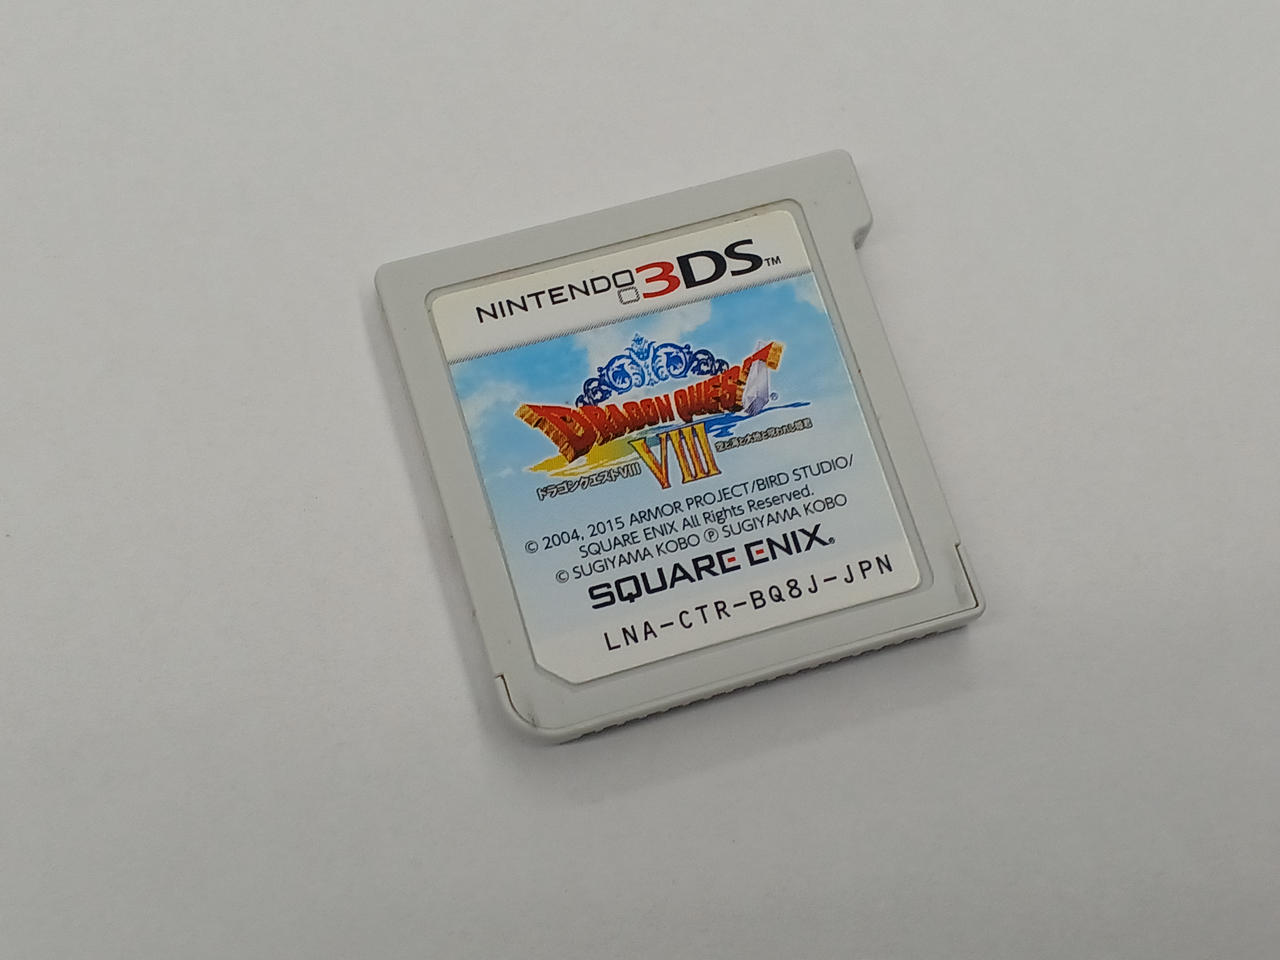 NINTENDO 3DS™
DRAGON QUEST®
VIII
ドラゴンクエストVIII 空と海と大地と呪われし姫君
© 2004, 2015 ARMOR PROJECT/BIRD STUDIO/
SQUARE ENIX All Rights Reserved.
© SUGIYAMA KOBO ℗ SUGIYAMA KOBO
SQUARE ENIX®
LNA-CTR-BQ8J-JPN